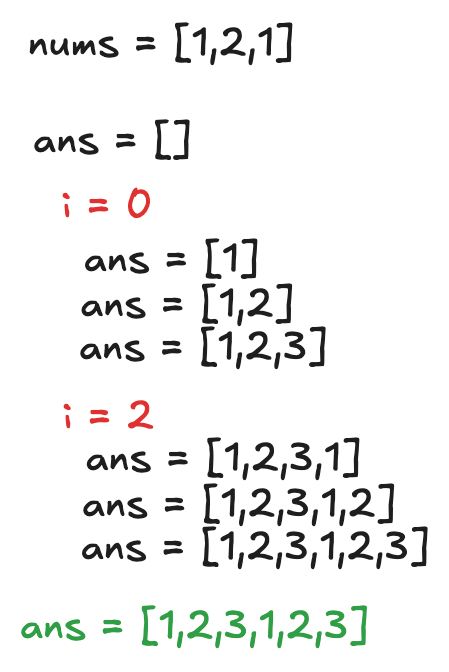 nums = [1,2,1]
ans = []
i = 0
ans = [1]
ans = [1,2]
ans = [1,2,3]
i = 2
ans = [1,2,3,1]
ans = [1,2,3,1,2]
ans = [1,2,3,1,2,3]
ans = [1,2,3,1,2,3]